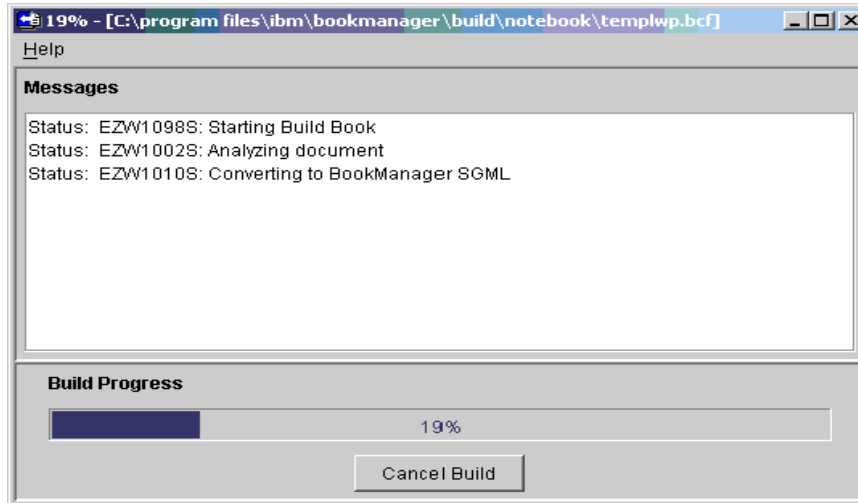 19% - [C:\program files\ibm\bookmanager\build\notebook\templwp.bcf]
Help
Messages
Status: EZW1098S: Starting Build Book
Status: EZW1002S: Analyzing document
Status: EZW1010S: Converting to BookManager SGML
Build Progress
19%
Cancel Build